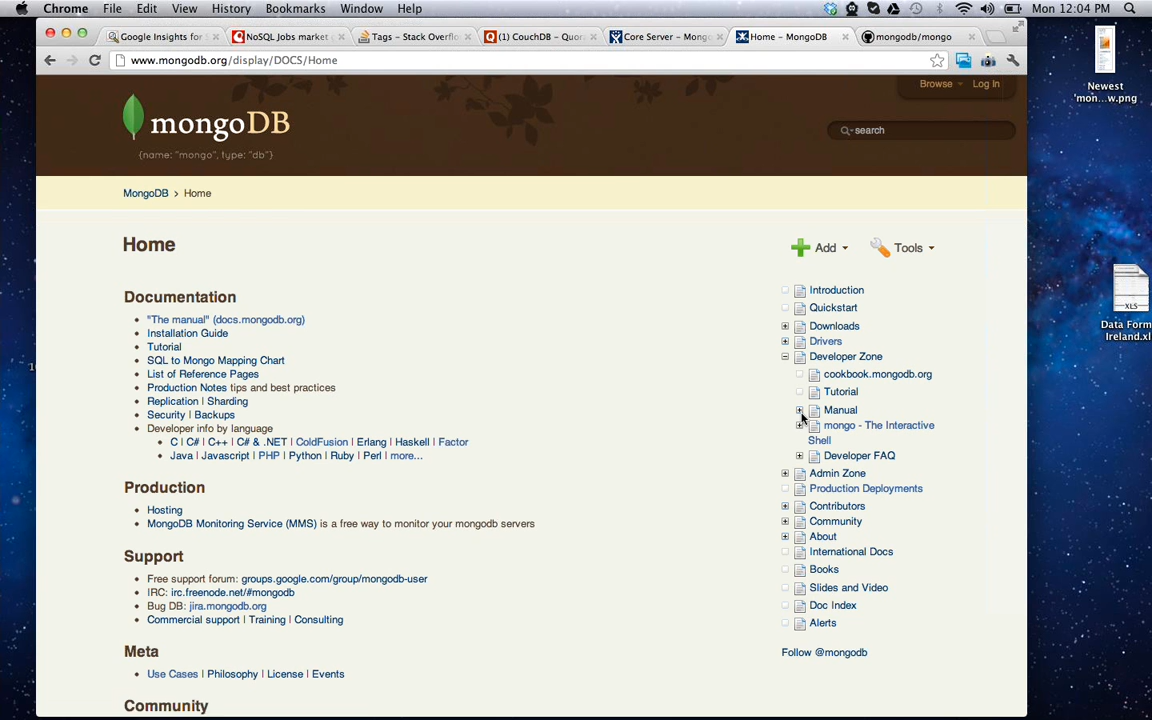 Chrome File Edit View History Bookmarks Window Help Mon 12:04 PM
Google Insights for S
NoSQL Jobs market
Tags – Stack Overflo
(1) CouchDB – Quor
Core Server – Mongo
Home – MongoDB
mongodb/mongo
www.mongodb.org/display/DOCS/Home
Browse Log In
mongoDB
{name: "mongo", type: "db"}
search
MongoDB > Home
Home
Add Tools
Documentation
"The manual" (docs.mongodb.org)
Installation Guide
Tutorial
SQL to Mongo Mapping Chart
List of Reference Pages
Production Notes tips and best practices
Replication | Sharding
Security | Backups
Developer info by language
C | C# | C++ | C# & .NET | ColdFusion | Erlang | Haskell | Factor
Java | Javascript | PHP | Python | Ruby | Perl | more...
Production
Hosting
MongoDB Monitoring Service (MMS) is a free way to monitor your mongodb servers
Support
Free support forum: groups.google.com/group/mongodb-user
IRC: irc.freenode.net/#mongodb
Bug DB: jira.mongodb.org
Commercial support | Training | Consulting
Meta
Use Cases | Philosophy | License | Events
Community
Introduction
Quickstart
Downloads
Drivers
Developer Zone
cookbook.mongodb.org
Tutorial
Manual
mongo - The Interactive
Shell
Developer FAQ
Admin Zone
Production Deployments
Contributors
Community
About
International Docs
Books
Slides and Video
Doc Index
Alerts
Follow @mongodb
Newest
'mon...w.png
XLS
Data Form
Ireland.xl